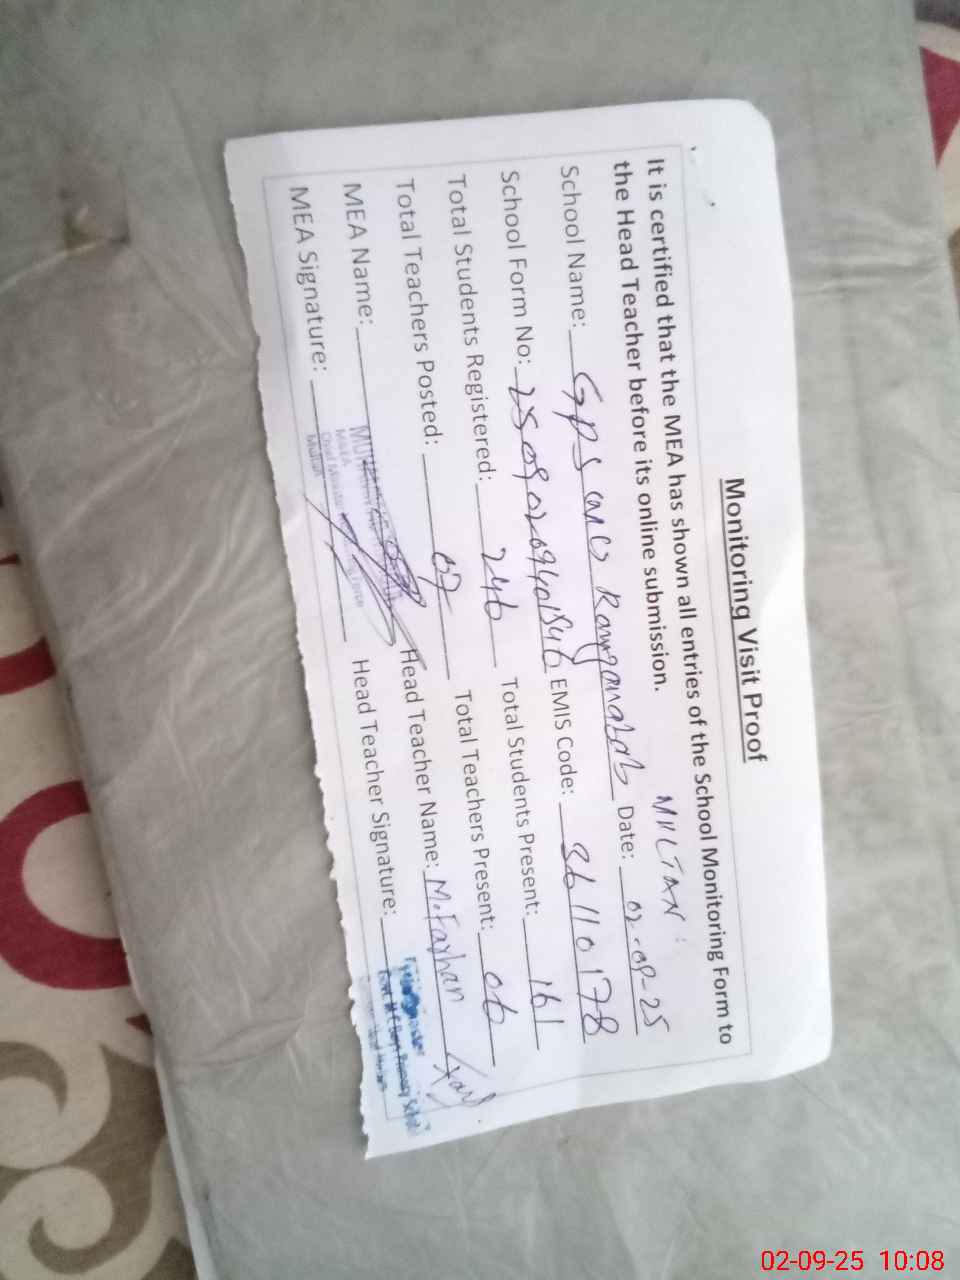 Monitoring Visit Proof
It is certified that the MEA has shown all entries of the School Monitoring Form to
the Head Teacher before its online submission.
MULTAN
School Name: GPS Date: 02-09-25
School Form No: EMIS Code: 36110178
Total Students Registered: 246 Total Students Present: 161
Total Teachers Posted: 07 Total Teachers Present: 06
MEA Name: Head Teacher Name: M. Farhan
MEA Signature: Head Teacher Signature:
02-09-25 10:08